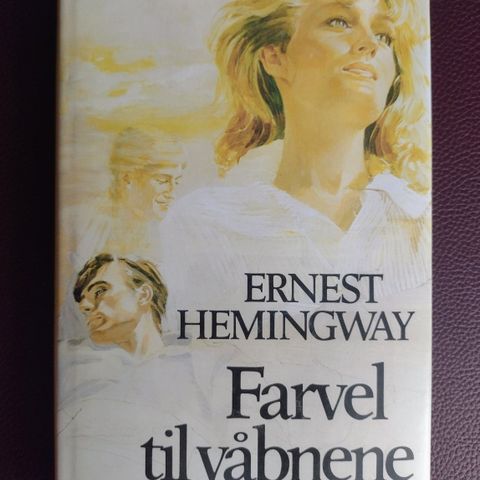 ERNEST
HEMINGWAY
Farvel
til våbnene